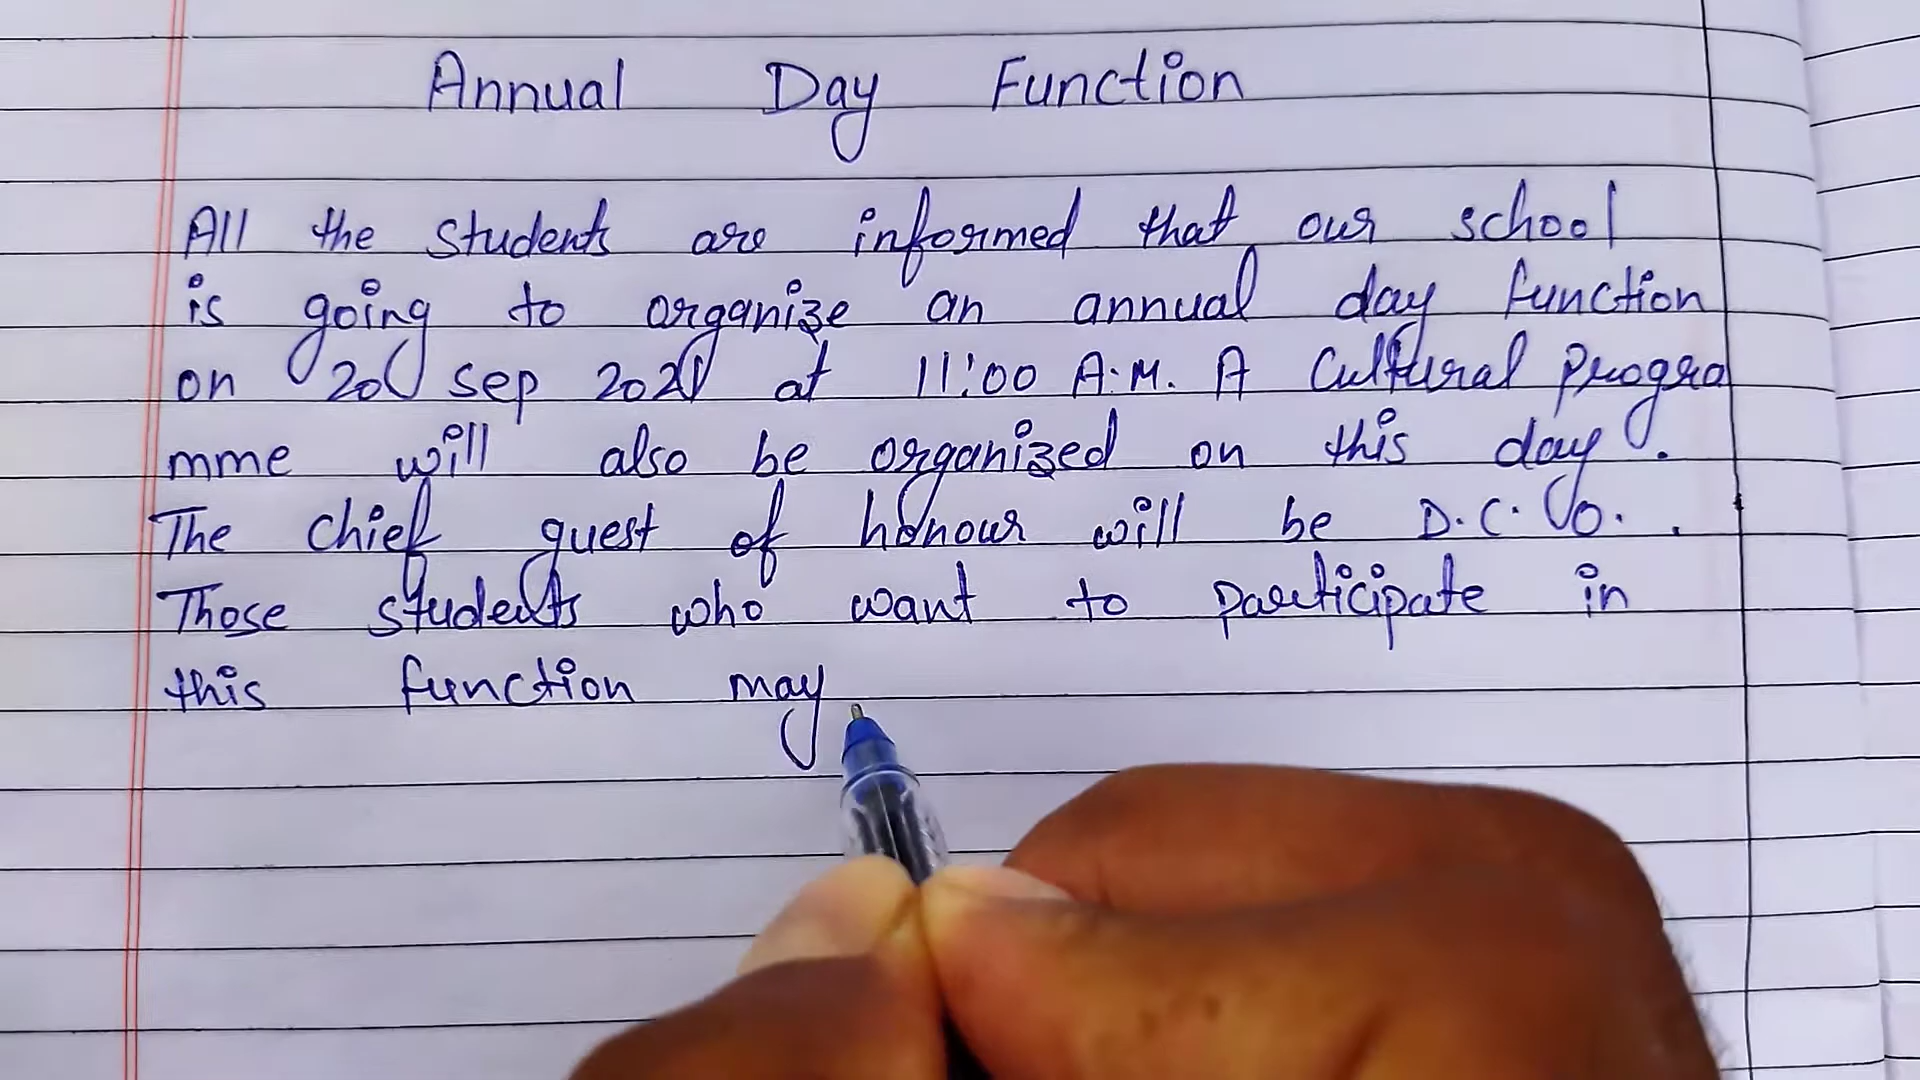 Annual Day Function
All the students are informed that our school
is going to organize an annual day function
on 20 sep 2021 at 11:00 A.M. A Cultural Progra
mme will also be organized on this day.
The chief guest of honour will be D.C.O. .
Those students who want to participate in
this function may